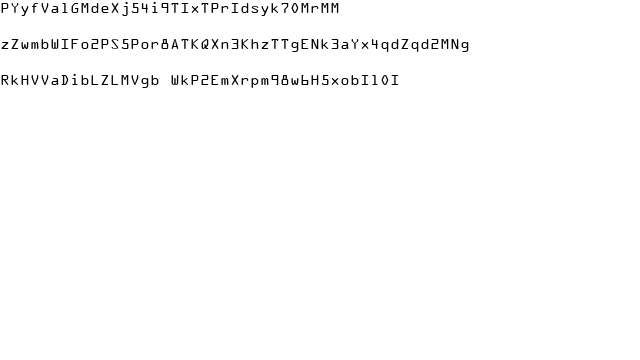 PYyfValGMdeXj54i9TIxTPrIdsyk70MrMM
zZwmbWIFo2PS5Por8ATKQXn3KhzTTgENk3aYx4qdZqd2MNg
RkHVVaDibLZLMVgb WkP2EmXrpm98w6H5xobIl0I